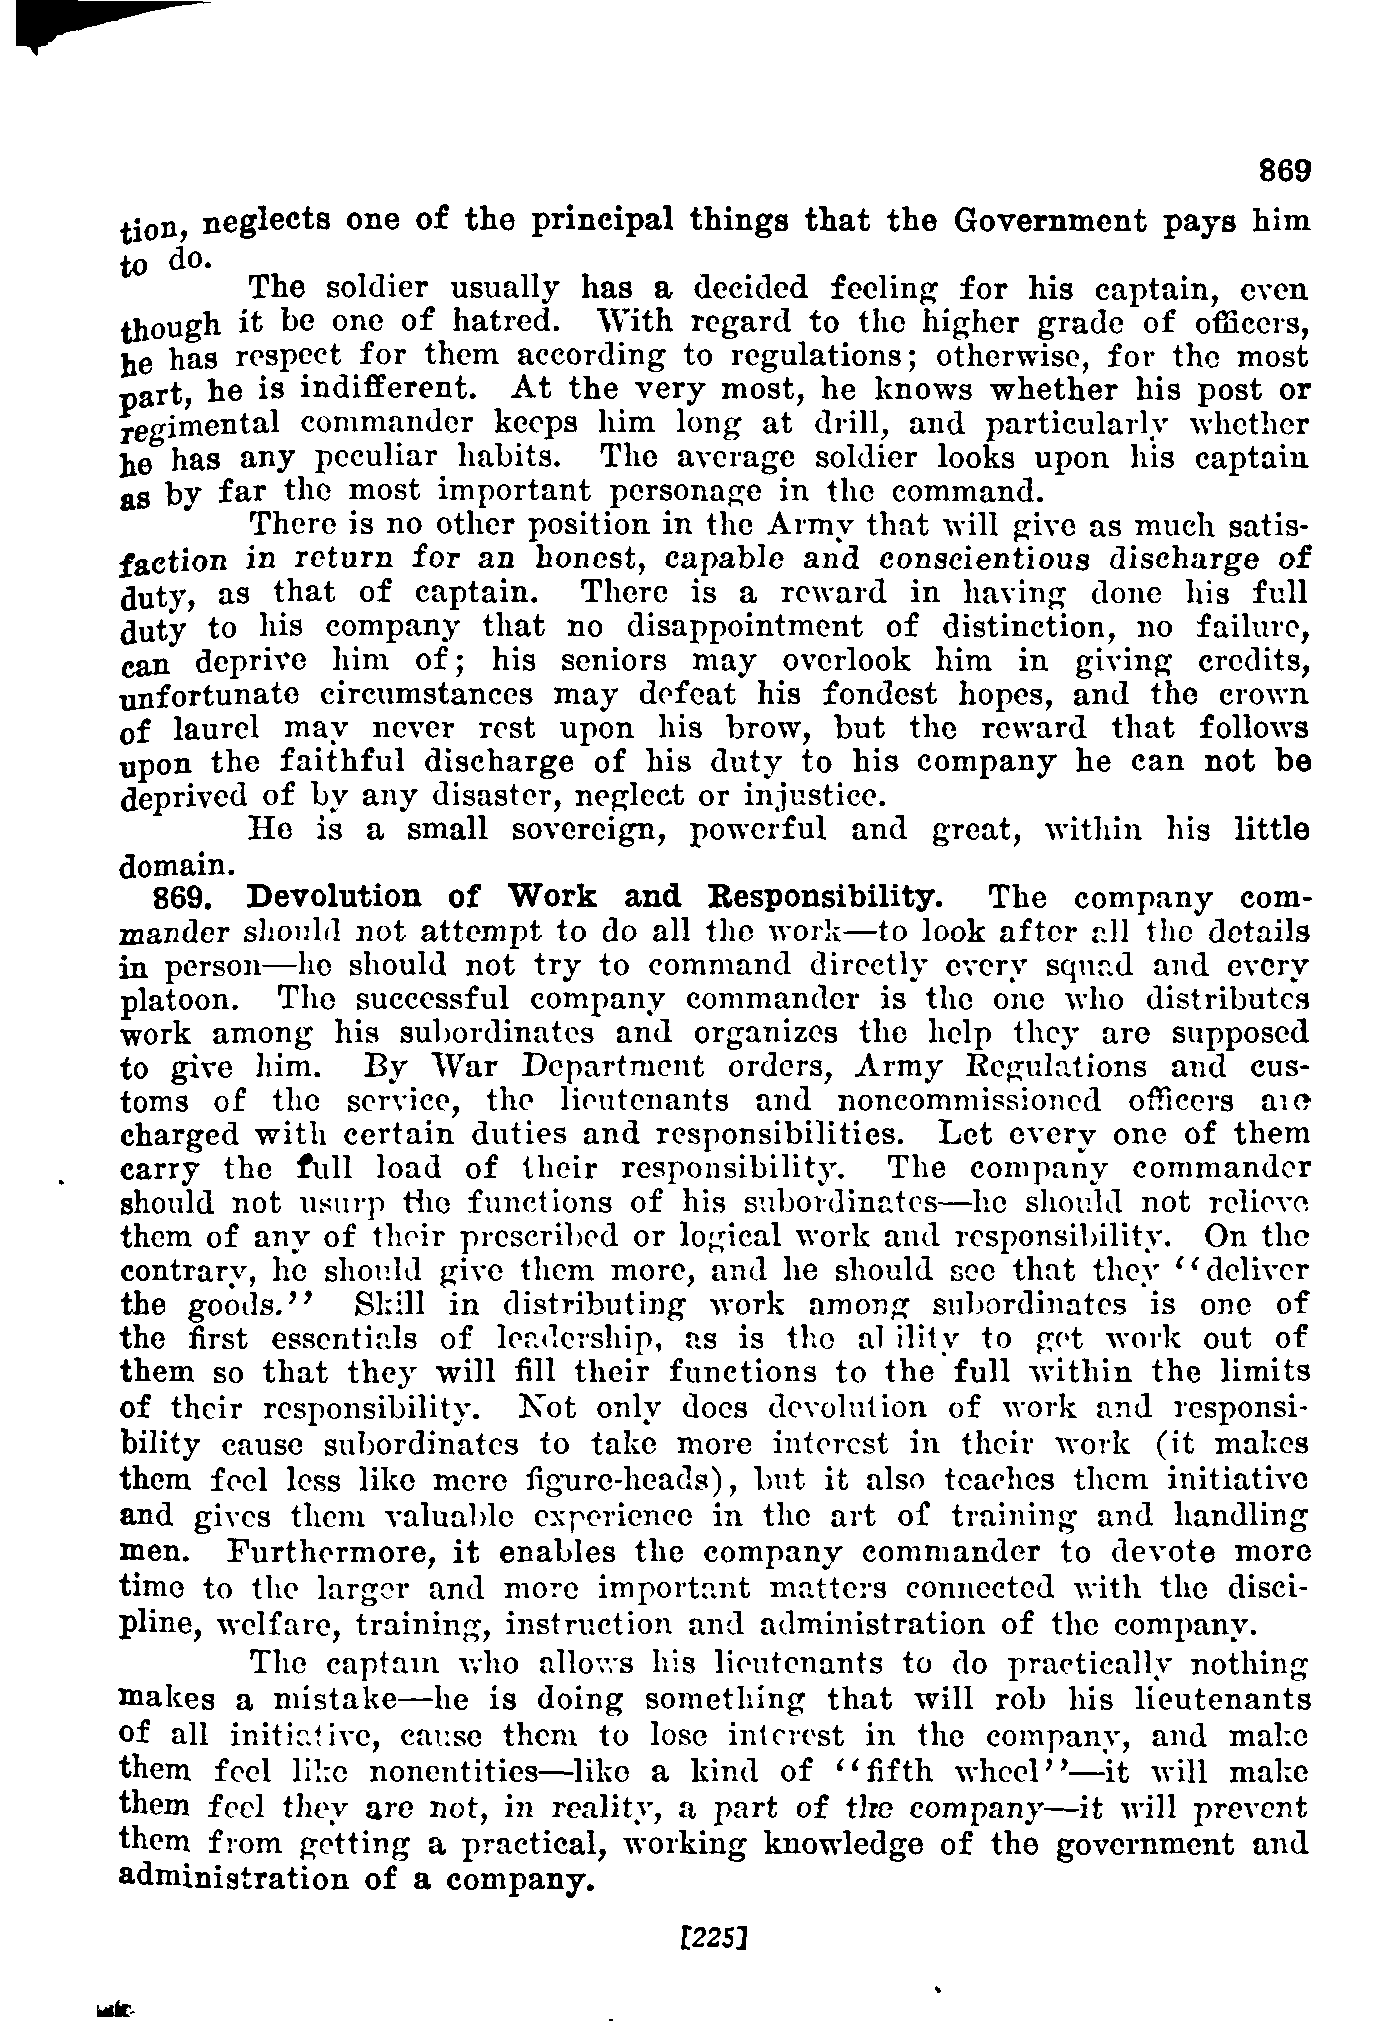 869
tion, neglects one of the principal things that the Government pays him
to do.
The soldier usually has a decided feeling for his captain, even
though it be one of hatred. With regard to the higher grade of officers,
he has respect for them according to regulations; otherwise, for the most
part, he is indifferent. At the very most, he knows whether his post or
regimental commander keeps him long at drill, and particularly whether
he has any peculiar habits. The average soldier looks upon his captain
as by far the most important personage in the command.
There is no other position in the Army that will give as much satis-
faction in return for an honest, capable and conscientious discharge of
duty, as that of captain. There is a reward in having done his full
duty to his company that no disappointment of distinction, no failure,
can deprive him of; his seniors may overlook him in giving credits,
unfortunate circumstances may defeat his fondest hopes, and the crown
of laurel may never rest upon his brow, but the reward that follows
upon the faithful discharge of his duty to his company he can not be
deprived of by any disaster, neglect or injustice.
He is a small sovereign, powerful and great, within his little
domain.
869. Devolution of Work and Responsibility. The company com-
mander should not attempt to do all the work—to look after all the details
in person—he should not try to command directly every squad and every
platoon. The successful company commander is the one who distributes
work among his subordinates and organizes the help they are supposed
to give him. By War Department orders, Army Regulations and cus-
toms of the service, the lieutenants and noncommissioned officers are
charged with certain duties and responsibilities. Let every one of them
carry the full load of their responsibility. The company commander
should not usurp the functions of his subordinates—he should not relieve
them of any of their prescribed or logical work and responsibility. On the
contrary, he should give them more, and he should see that they "deliver
the goods." Skill in distributing work among subordinates is one of
the first essentials of leadership, as is the ability to get work out of
them so that they will fill their functions to the full within the limits
of their responsibility. Not only does devolution of work and responsi-
bility cause subordinates to take more interest in their work (it makes
them feel less like mere figure-heads), but it also teaches them initiative
and gives them valuable experience in the art of training and handling
men. Furthermore, it enables the company commander to devote more
time to the larger and more important matters connected with the disci-
pline, welfare, training, instruction and administration of the company.
The captain who allows his lieutenants to do practically nothing
makes a mistake—he is doing something that will rob his lieutenants
of all initiative, cause them to lose interest in the company, and make
them feel like nonentities—like a kind of "fifth wheel"—it will make
them feel they are not, in reality, a part of the company—it will prevent
them from getting a practical, working knowledge of the government and
administration of a company.
[225]